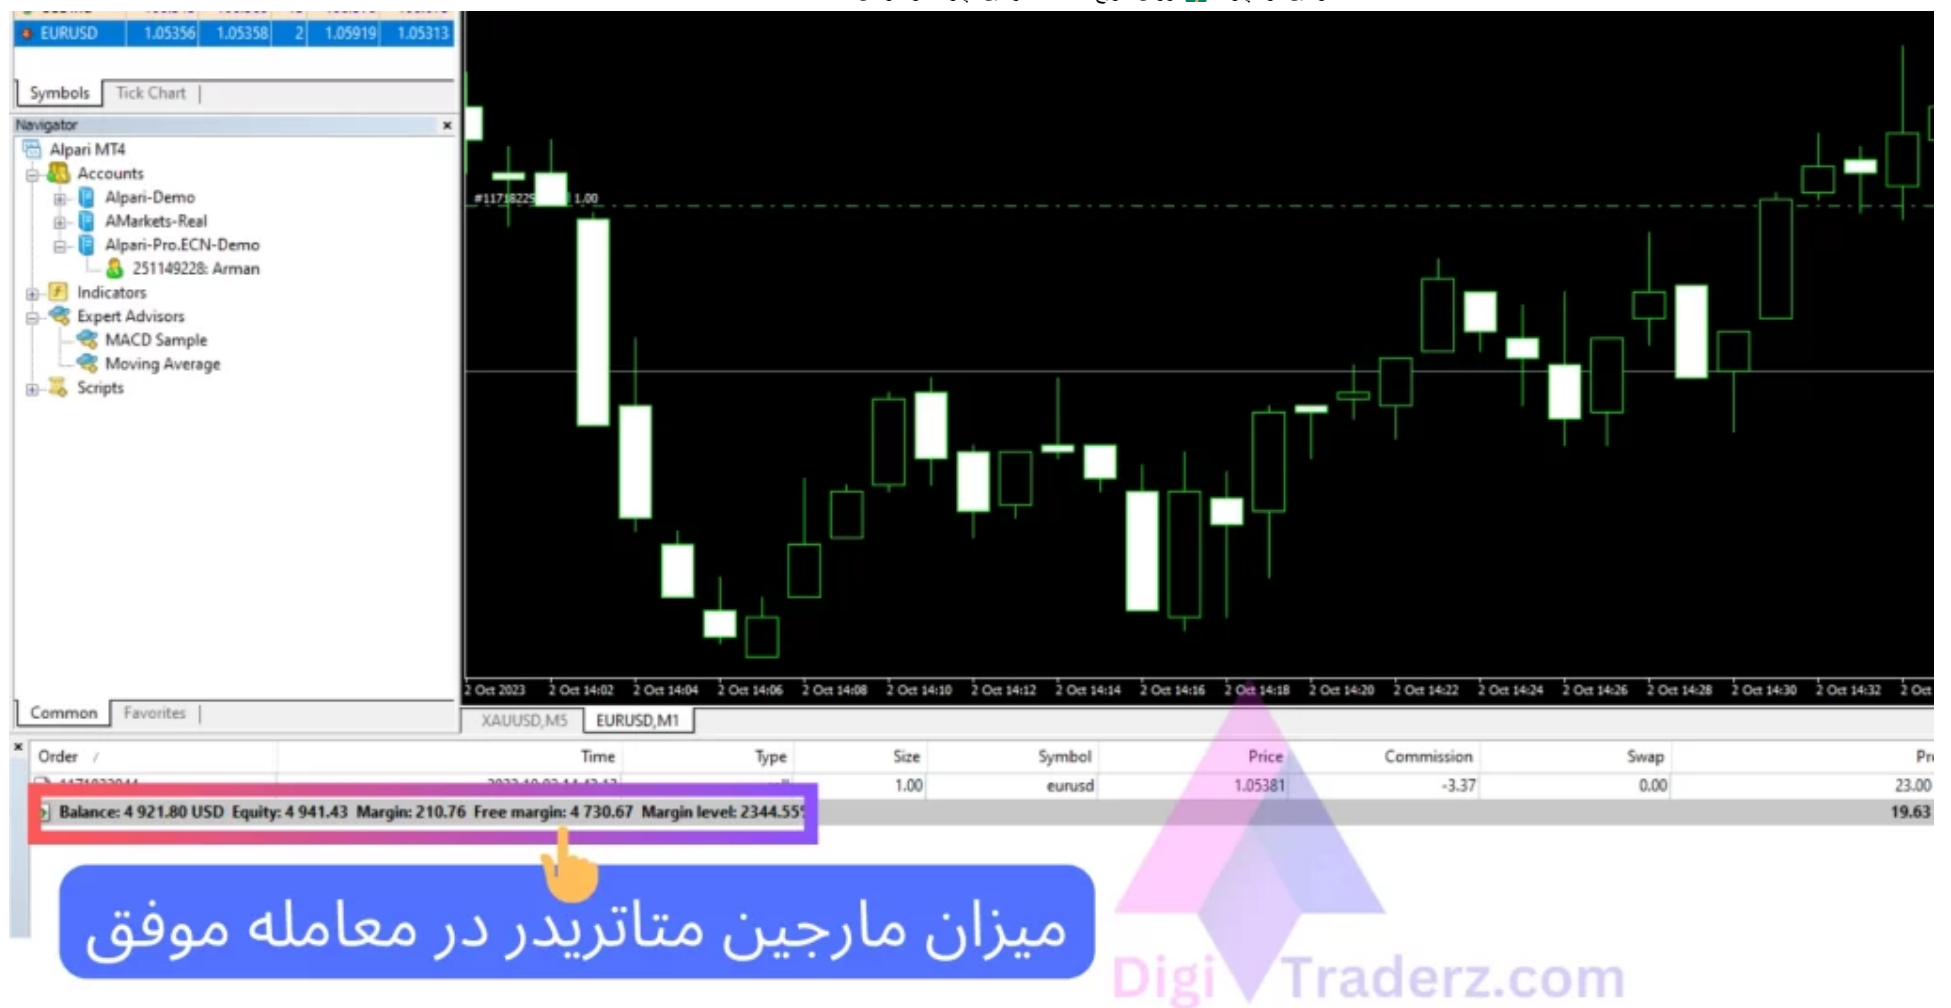 EURUSD 1.05356 1.05358 2 1.05919 1.05313
Symbols Tick Chart
Navigator
Alpari MT4
Accounts
Alpari-Demo
AMarkets-Real
Alpari-Pro.ECN-Demo
251149228: Arman
Indicators
Expert Advisors
MACD Sample
Moving Average
Scripts
Common Favorites
1.00
2 Oct 2023 2 Oct 14:02 2 Oct 14:04 2 Oct 14:06 2 Oct 14:08 2 Oct 14:10 2 Oct 14:12 2 Oct 14:14 2 Oct 14:16 2 Oct 14:18 2 Oct 14:20 2 Oct 14:22 2 Oct 14:24 2 Oct 14:26 2 Oct 14:28 2 Oct 14:30 2 Oct 14:32 2 Oct
XAUUSD,M5 EURUSD,M1
Order / Time Type Size Symbol Price Commission Swap
1.00 eurusd 1.05381 -3.37 0.00 23.00
Balance: 4 921.80 USD Equity: 4 941.43 Margin: 210.76 Free margin: 4 730.67 Margin level: 2344.55 19.63
میزان مارجین متاتریدر در معامله موفق
Digi Traderz.com